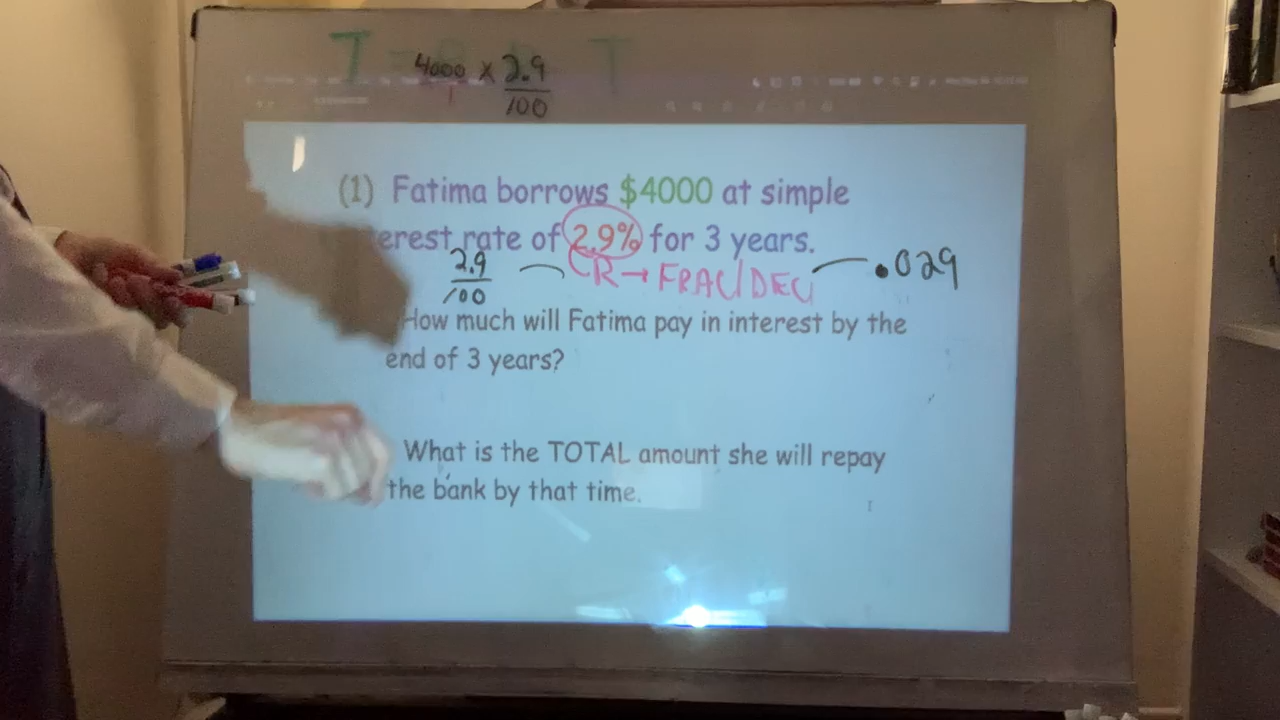 4000 × 2.9
100
(1) Fatima borrows $4000 at simple
erest rate of 2.9% for 3 years.
2.9
100
R → FRAC/DEC
.029
How much will Fatima pay in interest by the
end of 3 years?
What is the TOTAL amount she will repay
the bank by that time.